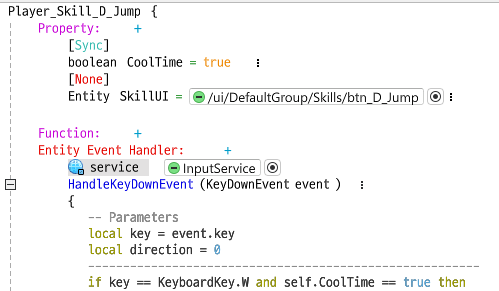 Player_Skill_D_Jump {
Property: +
[Sync]
boolean CoolTime = true
[None]
Entity SkillUI = /ui/DefaultGroup/Skills/btn_D_Jump
Function: +
Entity Event Handler: +
service InputService
HandleKeyDownEvent (KeyDownEvent event )
{
-- Parameters
local key = event.key
local direction = 0
--------------------------------------------------------
if key == KeyboardKey.W and self.CoolTime == true then